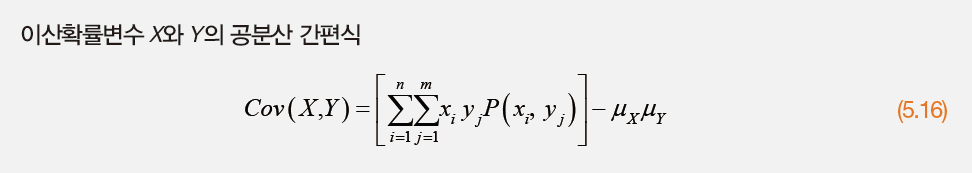 이산확률변수 X와 Y의 공분산 간편식
Cov(X,Y) = [∑_{i=1}^{n} ∑_{j=1}^{m} x_i y_j P(x_i, y_j)] − μ_X μ_Y (5.16)